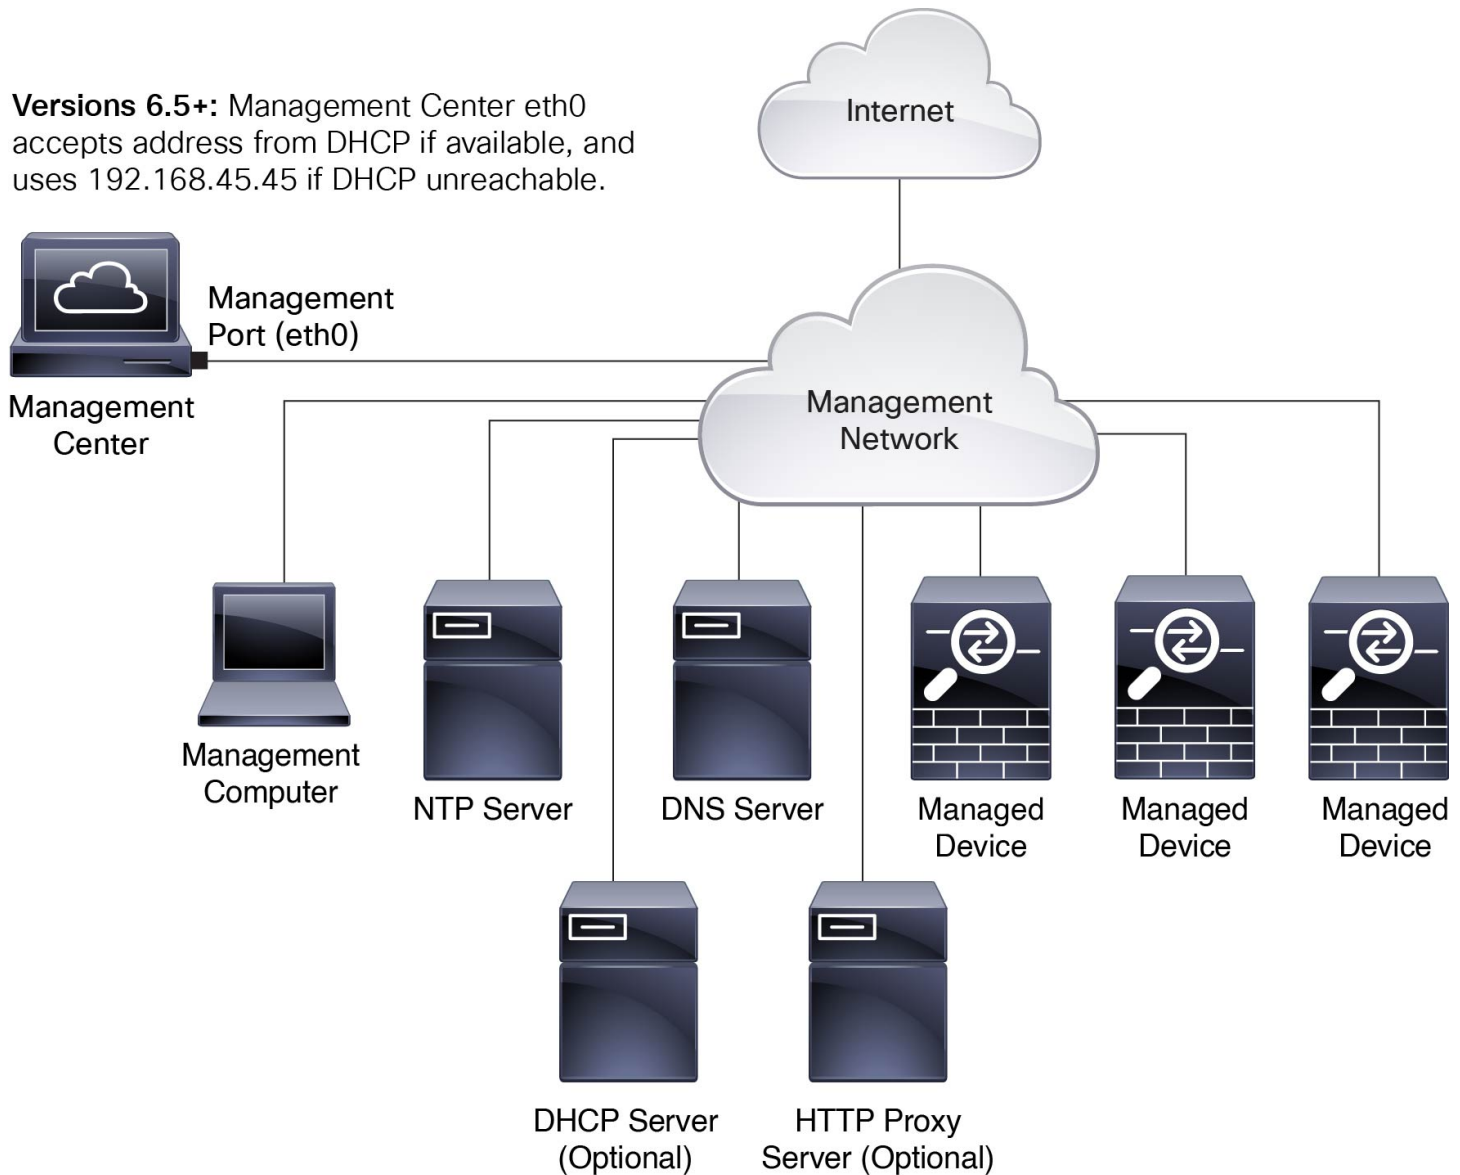 Internet
Versions 6.5+: Management Center eth0
accepts address from DHCP if available, and
uses 192.168.45.45 if DHCP unreachable.
Management
Port (eth0)
Management
Center
Management
Network
Management
Computer
NTP Server
DNS Server
Managed
Device
Managed
Device
Managed
Device
DHCP Server
(Optional)
HTTP Proxy
Server (Optional)